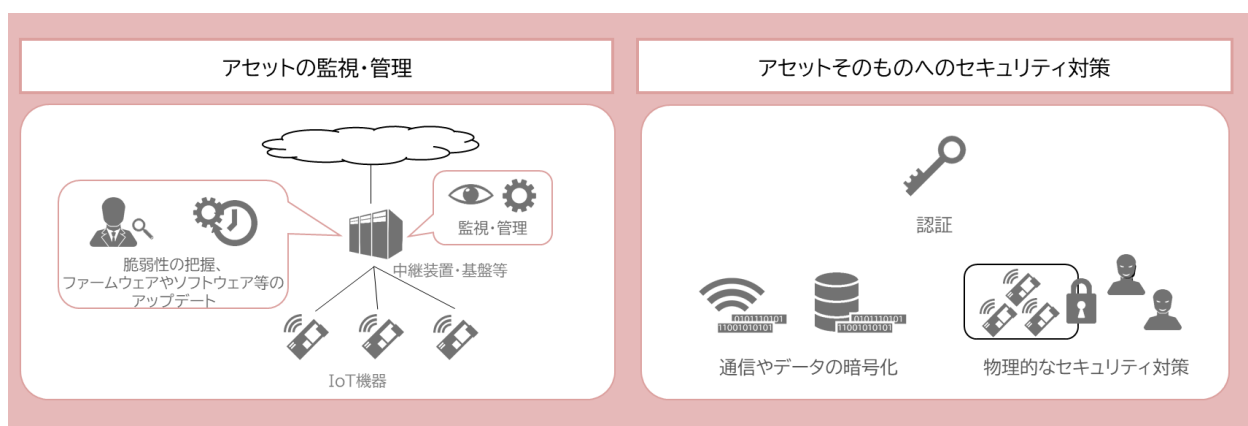 アセットの監視・管理
アセットそのものへのセキュリティ対策
監視・管理
脆弱性の把握、
ファームウェアやソフトウェア等の
アップデート
中継装置・基盤等
IoT機器
認証
0101110101
11001010101
0101110101
11001010101
通信やデータの暗号化
物理的なセキュリティ対策